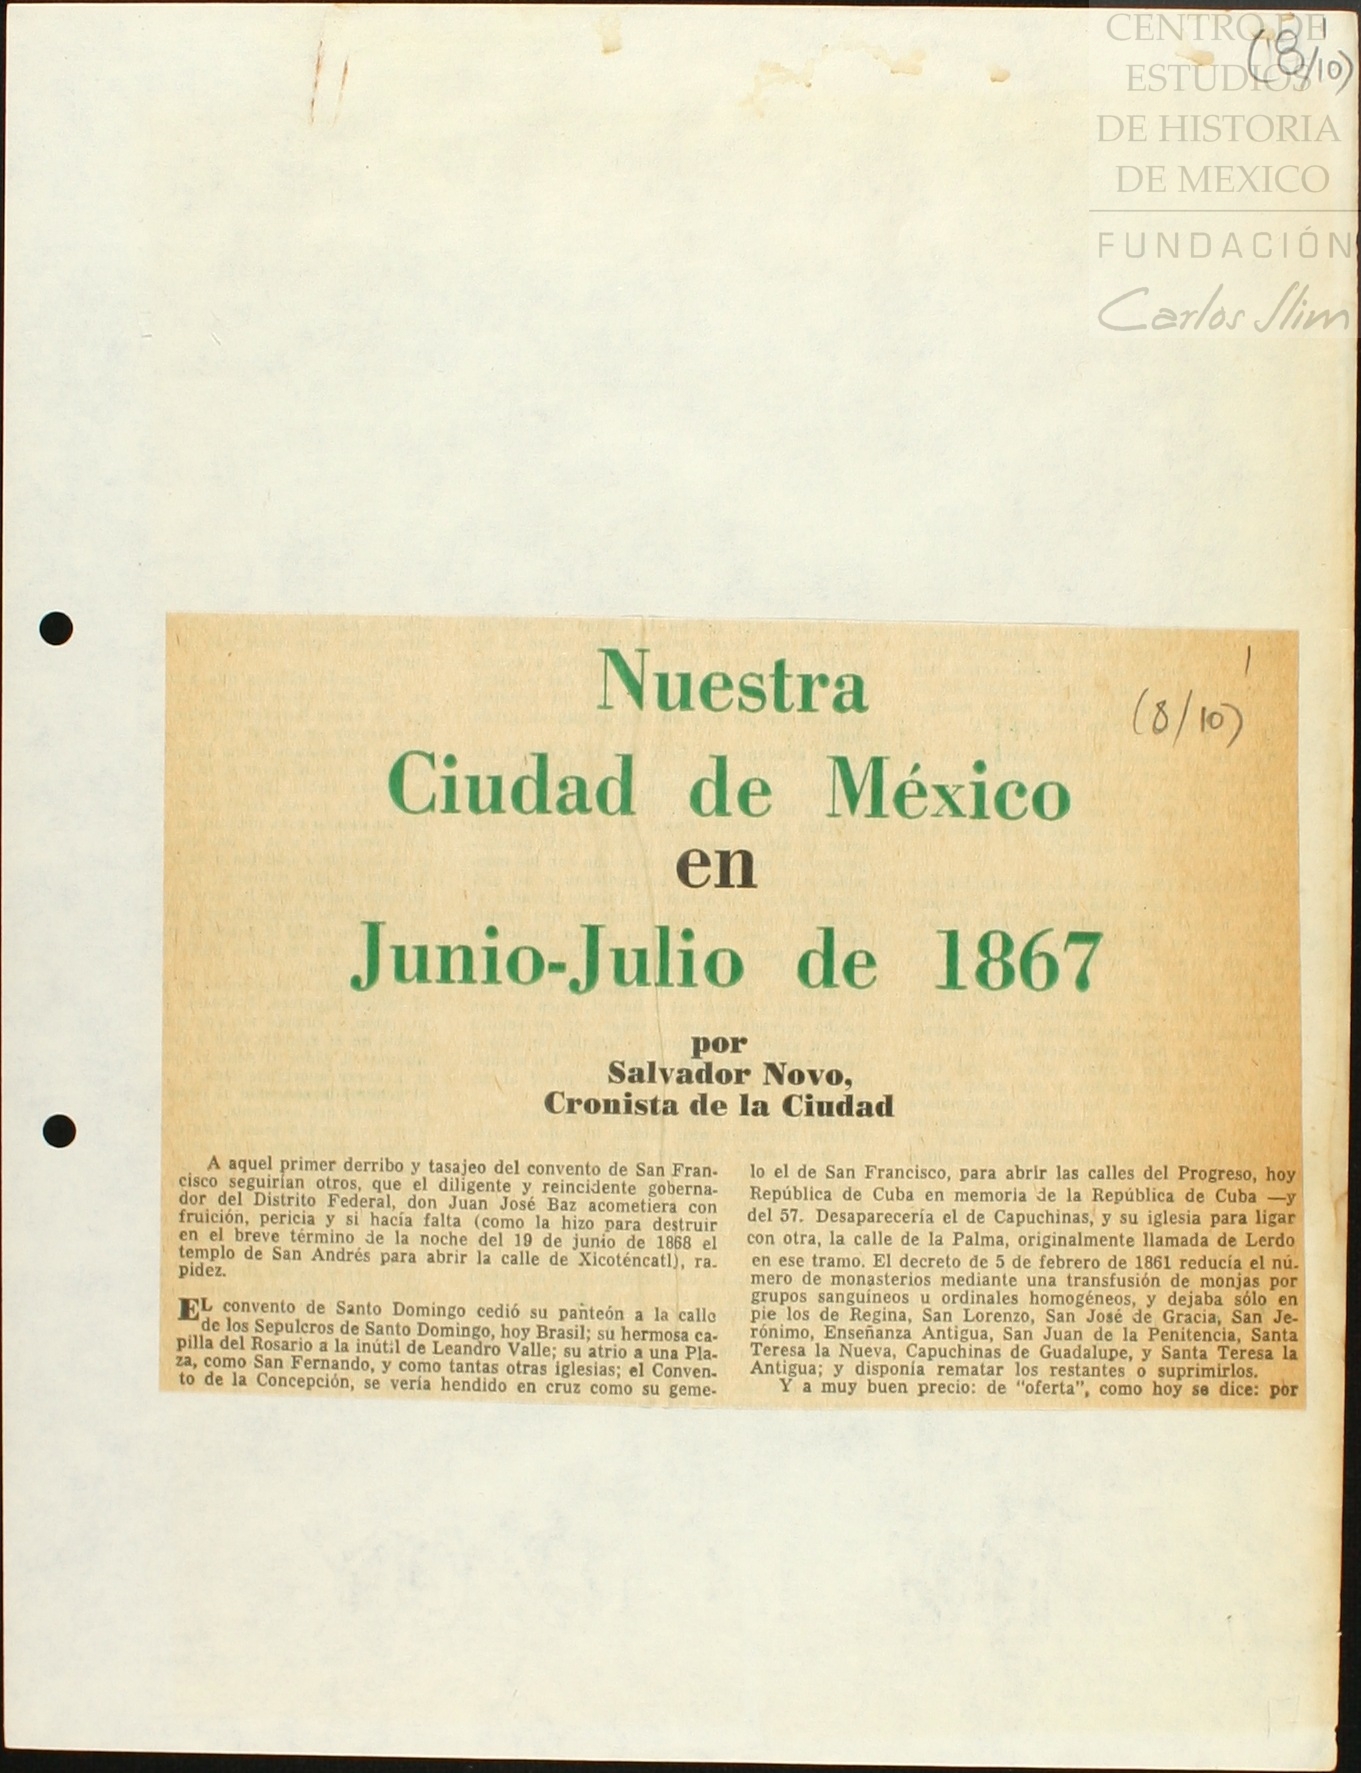 CENTRO DE
ESTUDIOS
DE HISTORIA
DE MEXICO
FUNDACIÓN
Carlos Slim
1
(8/10)
1
(8/10)
Nuestra
Ciudad de México
en
Junio-Julio de 1867
por
Salvador Novo,
Cronista de la Ciudad
A aquel primer derribo y tasajeo del convento de San Fran-
cisco seguirían otros, que el diligente y reincidente goberna-
dor del Distrito Federal, don Juan José Baz acometiera con
fruición, pericia y si hacía falta (como la hizo para destruir
en el breve término de la noche del 19 de junio de 1868 el
templo de San Andrés para abrir la calle de Xicoténcatl), ra-
pidez.
EL convento de Santo Domingo cedió su panteón a la calle
de los Sepulcros de Santo Domingo, hoy Brasil; su hermosa ca-
pilla del Rosario a la inútil de Leandro Valle; su atrio a una Pla-
za, como San Fernando, y como tantas otras iglesias; el Conven-
to de la Concepción, se vería hendido en cruz como su geme-
lo el de San Francisco, para abrir las calles del Progreso, hoy
República de Cuba en memoria de la República de Cuba —y
del 57. Desaparecería el de Capuchinas, y su iglesia para ligar
con otra, la calle de la Palma, originalmente llamada de Lerdo
en ese tramo. El decreto de 5 de febrero de 1861 reducía el nú-
mero de monasterios mediante una transfusión de monjas por
grupos sanguíneos u ordinales homogéneos, y dejaba sólo en
pie los de Regina, San Lorenzo, San José de Gracia, San Je-
rónimo, Enseñanza Antigua, San Juan de la Penitencia, Santa
Teresa la Nueva, Capuchinas de Guadalupe, y Santa Teresa la
Antigua; y disponía rematar los restantes o suprimirlos.
Y a muy buen precio: de "oferta", como hoy se dice: por